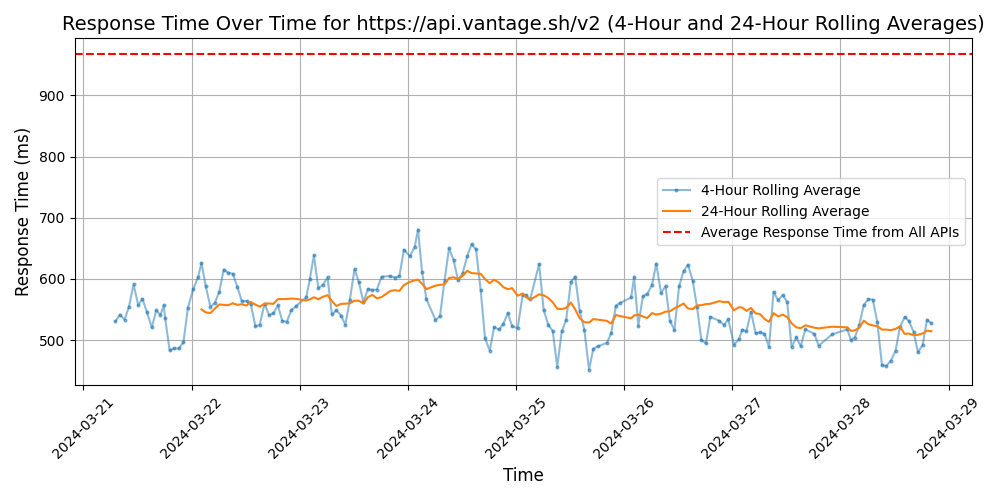 Response Time Over Time for https://api.vantage.sh/v2 (4-Hour and 24-Hour Rolling Averages)
Response Time (ms)
900
800
700
600
500
4-Hour Rolling Average
24-Hour Rolling Average
Average Response Time from All APIs
2024-03-21
2024-03-22
2024-03-23
2024-03-24
2024-03-25
2024-03-26
2024-03-27
2024-03-28
2024-03-29
Time